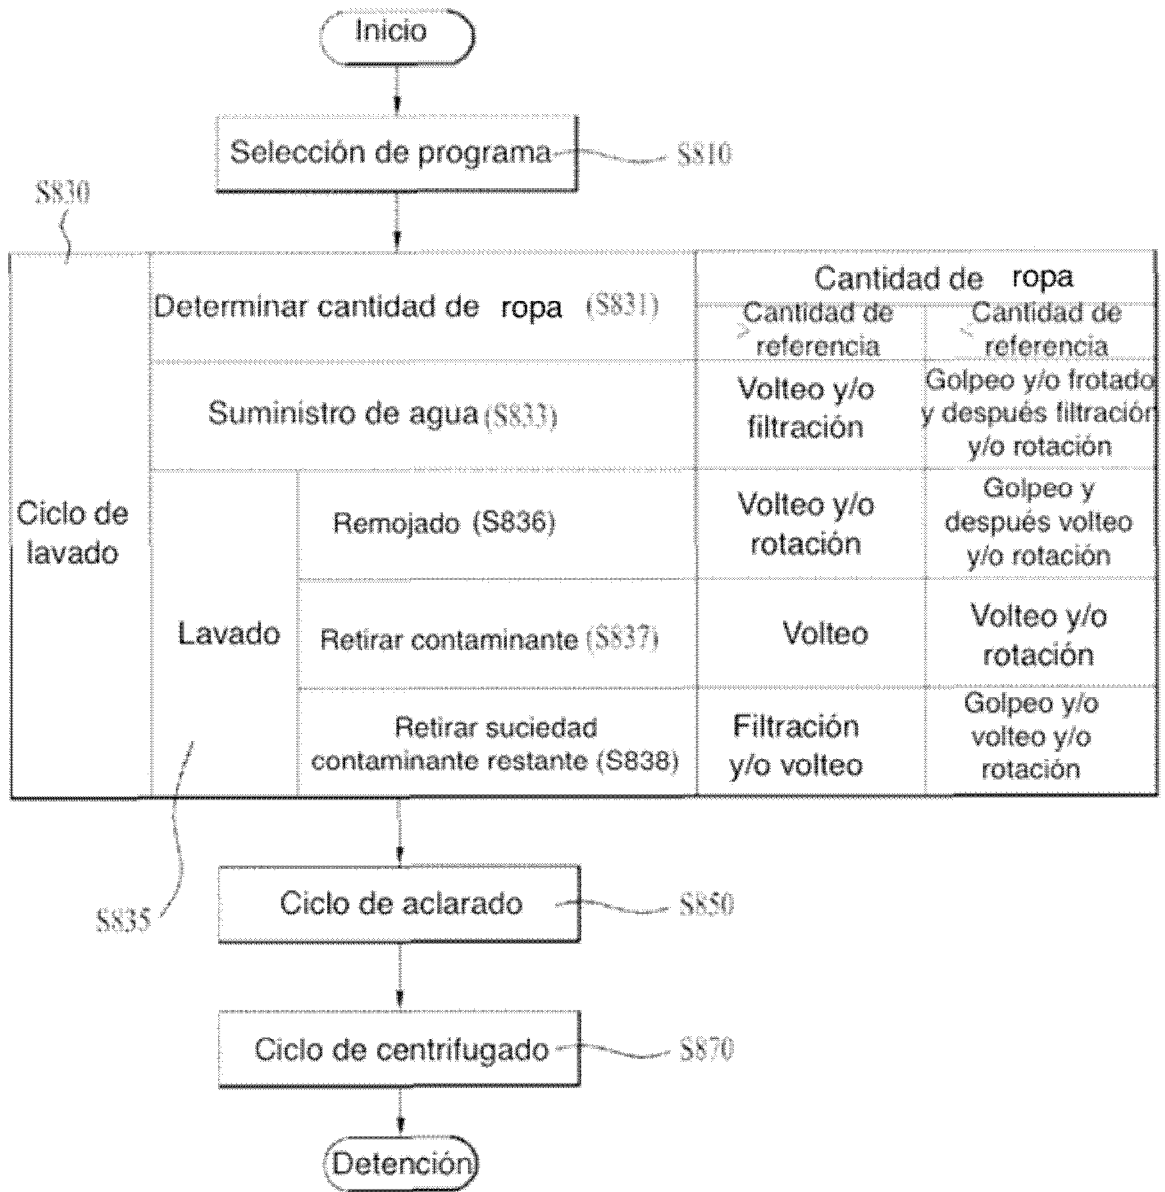 Inicio
Selección de programa
S810
S830
Determinar cantidad de ropa (S831)
Cantidad de ropa
> Cantidad de
referencia
< Cantidad de
referencia
Suministro de agua (S833)
Volteo y/o
filtración
Golpeo y/o frotado
y después filtración
y/o rotación
Ciclo de
lavado
Lavado
Remojado (S836)
Volteo y/o
rotación
Golpeo y
después volteo
y/o rotación
Retirar contaminante (S837)
Volteo
Volteo y/o
rotación
Retirar suciedad
contaminante restante (S838)
Filtración
y/o volteo
Golpeo y/o
volteo y/o
rotación
S835
Ciclo de aclarado
S850
Ciclo de centrifugado
S870
Detención